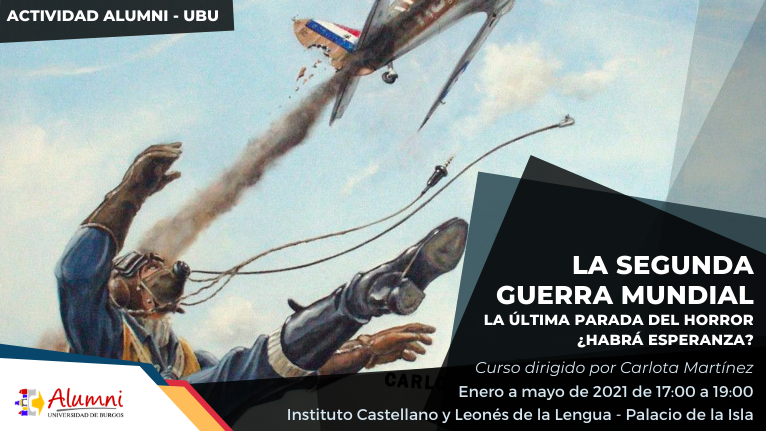 ACTIVIDAD ALUMNI - UBU
LA SEGUNDA
GUERRA MUNDIAL
LA ÚLTIMA PARADA DEL HORROR
¿HABRÁ ESPERANZA?
Curso dirigido por Carlota Martínez
Enero a mayo de 2021 de 17:00 a 19:00
Instituto Castellano y Leonés de la Lengua - Palacio de la Isla
Alumni
UNIVERSIDAD DE BURGOS